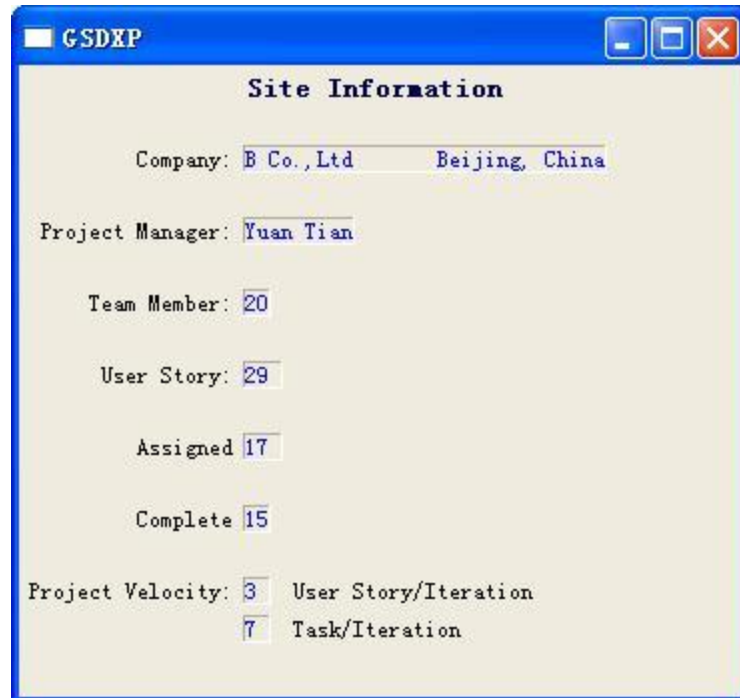 GSDXP
Site Information
Company: B Co.,Ltd Beijing, China
Project Manager: Yuan Tian
Team Member: 20
User Story: 29
Assigned 17
Complete 15
Project Velocity: 3 User Story/Iteration
7 Task/Iteration